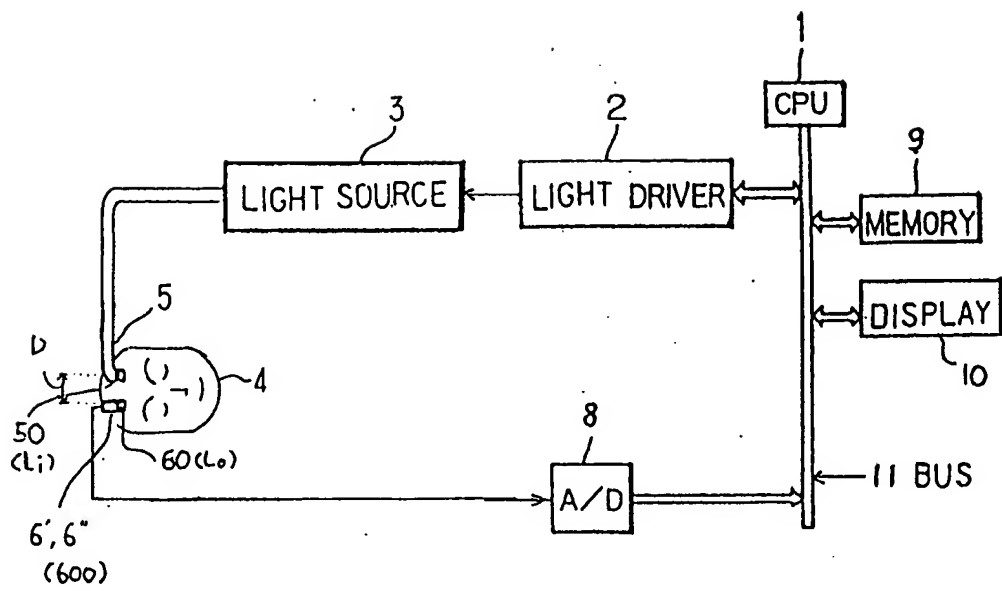 1
CPU
3
LIGHT SOURCE
2
LIGHT DRIVER
9
MEMORY
DISPLAY
10
5
D
4
50
(Li)
60(Lo)
6', 6"
(600)
8
A/D
11 BUS